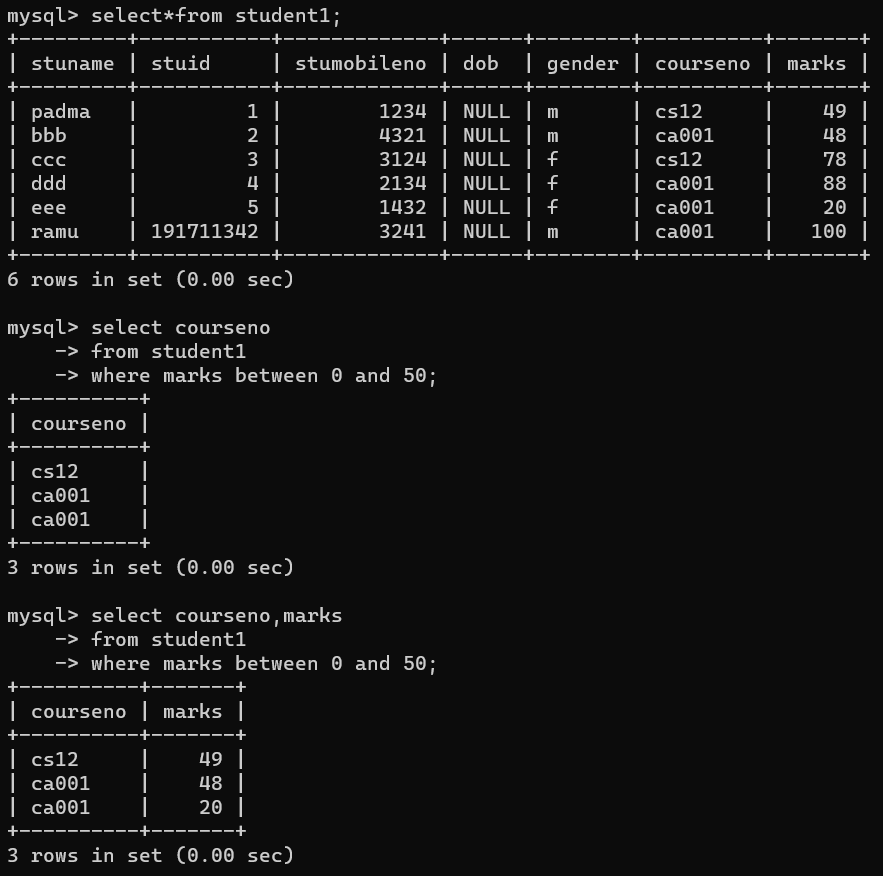 mysql> select*from student1;
+---------+-----------+-------------+------+--------+----------+-------+
| stuname | stuid     | stumobileno | dob  | gender | courseno | marks |
+---------+-----------+-------------+------+--------+----------+-------+
| padma   |         1 |        1234 | NULL | m      | cs12     |    49 |
| bbb     |         2 |        4321 | NULL | m      | ca001    |    48 |
| ccc     |         3 |        3124 | NULL | f      | cs12     |    78 |
| ddd     |         4 |        2134 | NULL | f      | ca001    |    88 |
| eee     |         5 |        1432 | NULL | f      | ca001    |    20 |
| ramu    | 191711342 |        3241 | NULL | m      | ca001    |   100 |
+---------+-----------+-------------+------+--------+----------+-------+
6 rows in set (0.00 sec)

mysql> select courseno
    -> from student1
    -> where marks between 0 and 50;
+----------+
| courseno |
+----------+
| cs12     |
| ca001    |
| ca001    |
+----------+
3 rows in set (0.00 sec)

mysql> select courseno,marks
    -> from student1
    -> where marks between 0 and 50;
+----------+-------+
| courseno | marks |
+----------+-------+
| cs12     |    49 |
| ca001    |    48 |
| ca001    |    20 |
+----------+-------+
3 rows in set (0.00 sec)